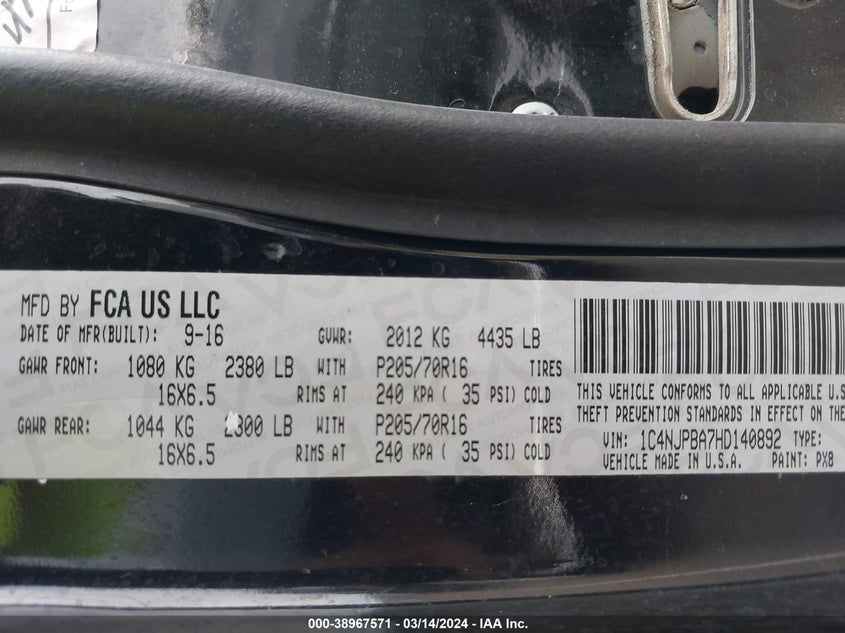 MFD BY FCA US LLC
DATE OF MFR(BUILT): 9-16 GVWR: 2012 KG 4435 LB
GAWR FRONT: 1080 KG 2380 LB WITH P205/70R16 TIRES
16X6.5 RIMS AT 240 KPA ( 35 PSI) COLD
GAWR REAR: 1044 KG 2300 LB WITH P205/70R16 TIRES
16X6.5 RIMS AT 240 KPA ( 35 PSI) COLD
THIS VEHICLE CONFORMS TO ALL APPLICABLE U.S
THEFT PREVENTION STANDARDS IN EFFECT ON THE
VIN: 1C4NJPBA7HD140892 TYPE:
VEHICLE MADE IN U.S.A. PAINT: PX8
000-38967571 - 03/14/2024 - IAA Inc.